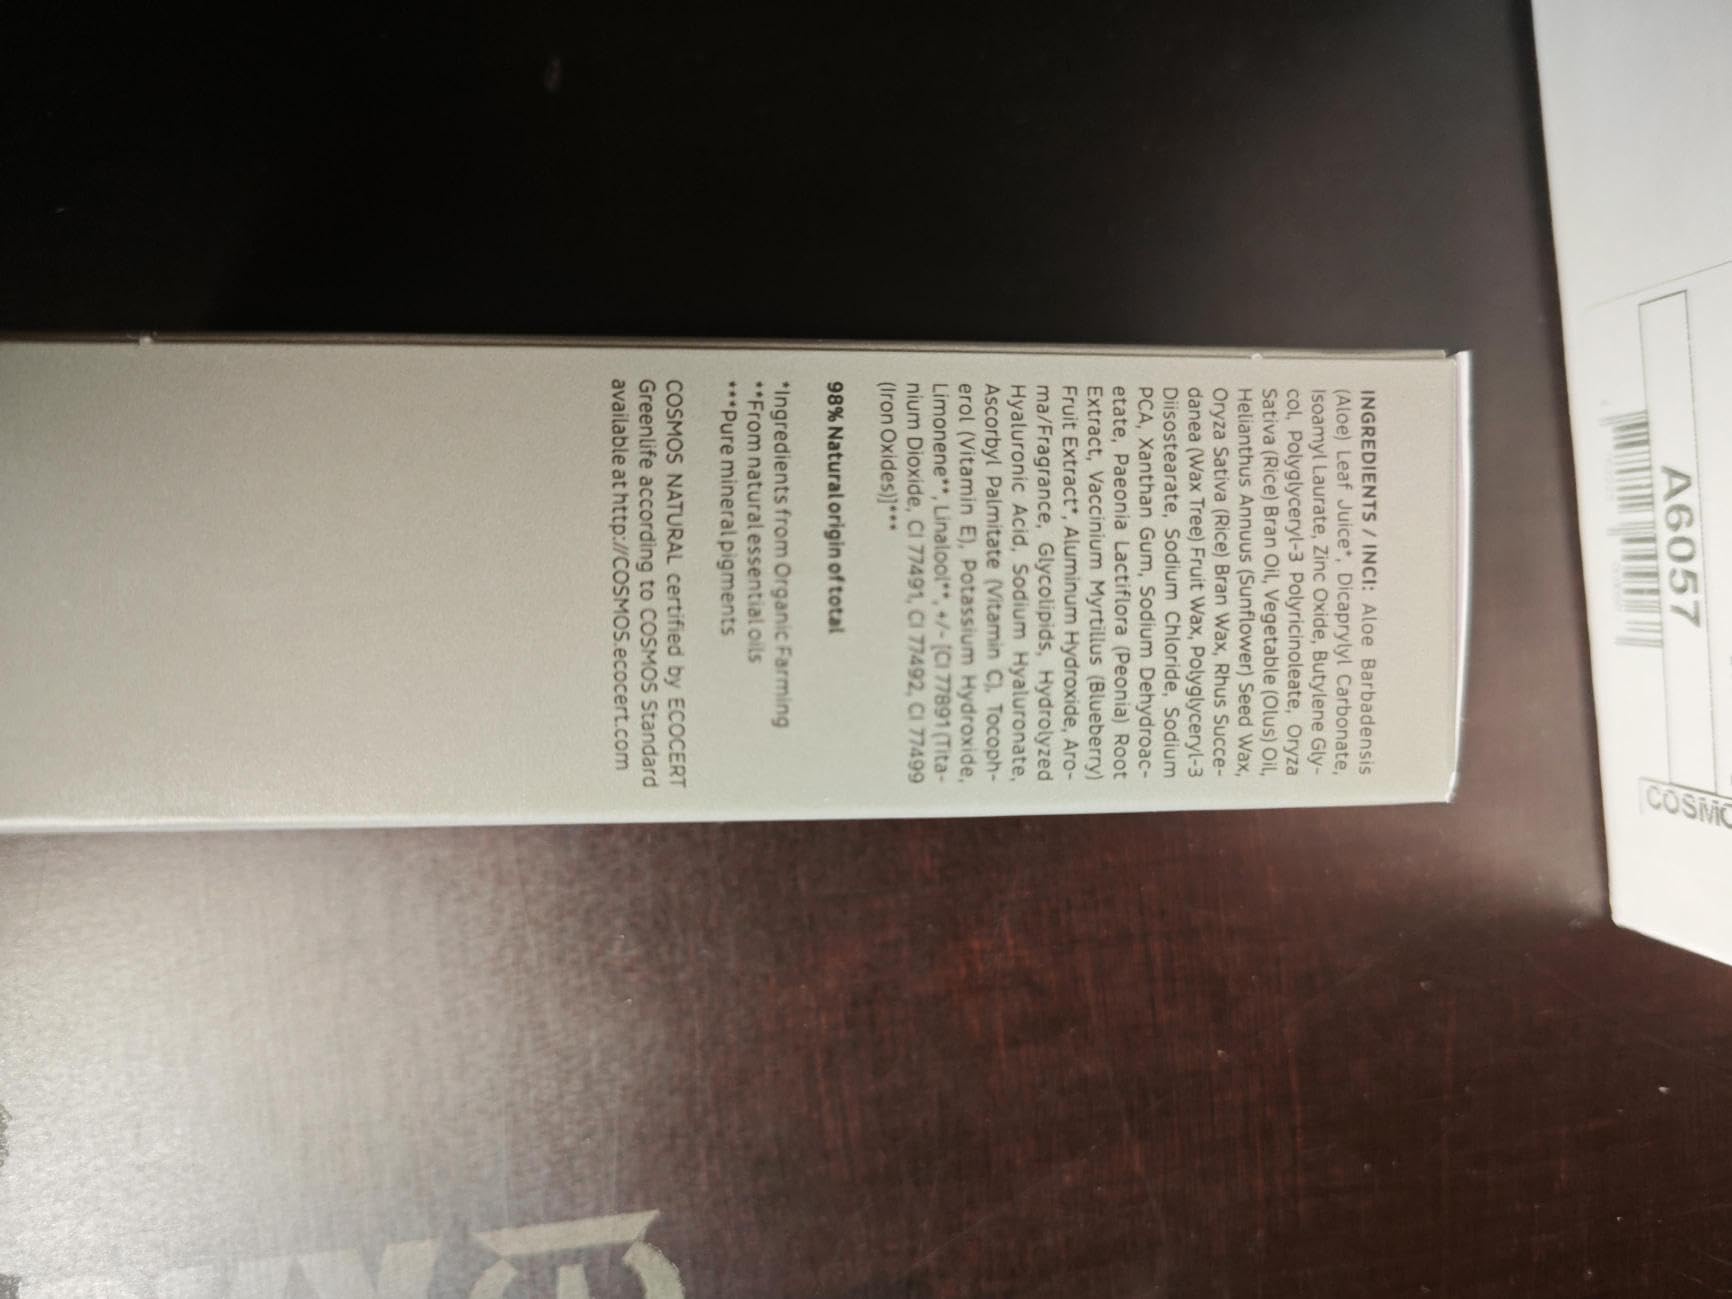 INGREDIENTS / INCI: Aloe Barbadensis
(Aloe) Leaf Juice*, Dicaprylyl Carbonate,
Isoamyl Laurate, Zinc Oxide, Butylene Gly-
col, Polyglyceryl-3 Polyricinoleate, Oryza
Sativa (Rice) Bran Oil, Vegetable (Olus) Oil,
Helianthus Annuus (Sunflower) Seed Wax,
Oryza Sativa (Rice) Bran Wax, Rhus Succe-
danea (Wax Tree) Fruit Wax, Polyglyceryl-3
Diisostearate, Sodium Chloride, Sodium
PCA, Xanthan Gum, Sodium Dehydroac-
etate, Paeonia Lactiflora (Peonia) Root
Extract, Vaccinium Myrtillus (Blueberry)
Fruit Extract*, Aluminum Hydroxide, Aro-
ma/Fragrance, Glycolipids, Hydrolyzed
Hyaluronic Acid, Sodium Hyaluronate,
Ascorbyl Palmitate (Vitamin C), Tocoph-
erol (Vitamin E), Potassium Hydroxide,
Limonene**, Linalool**, +/- [CI 77891 (Tita-
nium Dioxide, CI 77491, CI 77492, CI 77499
(Iron Oxides)]***
98% Natural origin of total
*Ingredients from Organic Farming
**From natural essential oils
***Pure mineral pigments
COSMOS NATURAL certified by ECOCERT
Greenlife according to COSMOS Standard
available at http://COSMOS.ecocert.com
A6057
COSMO